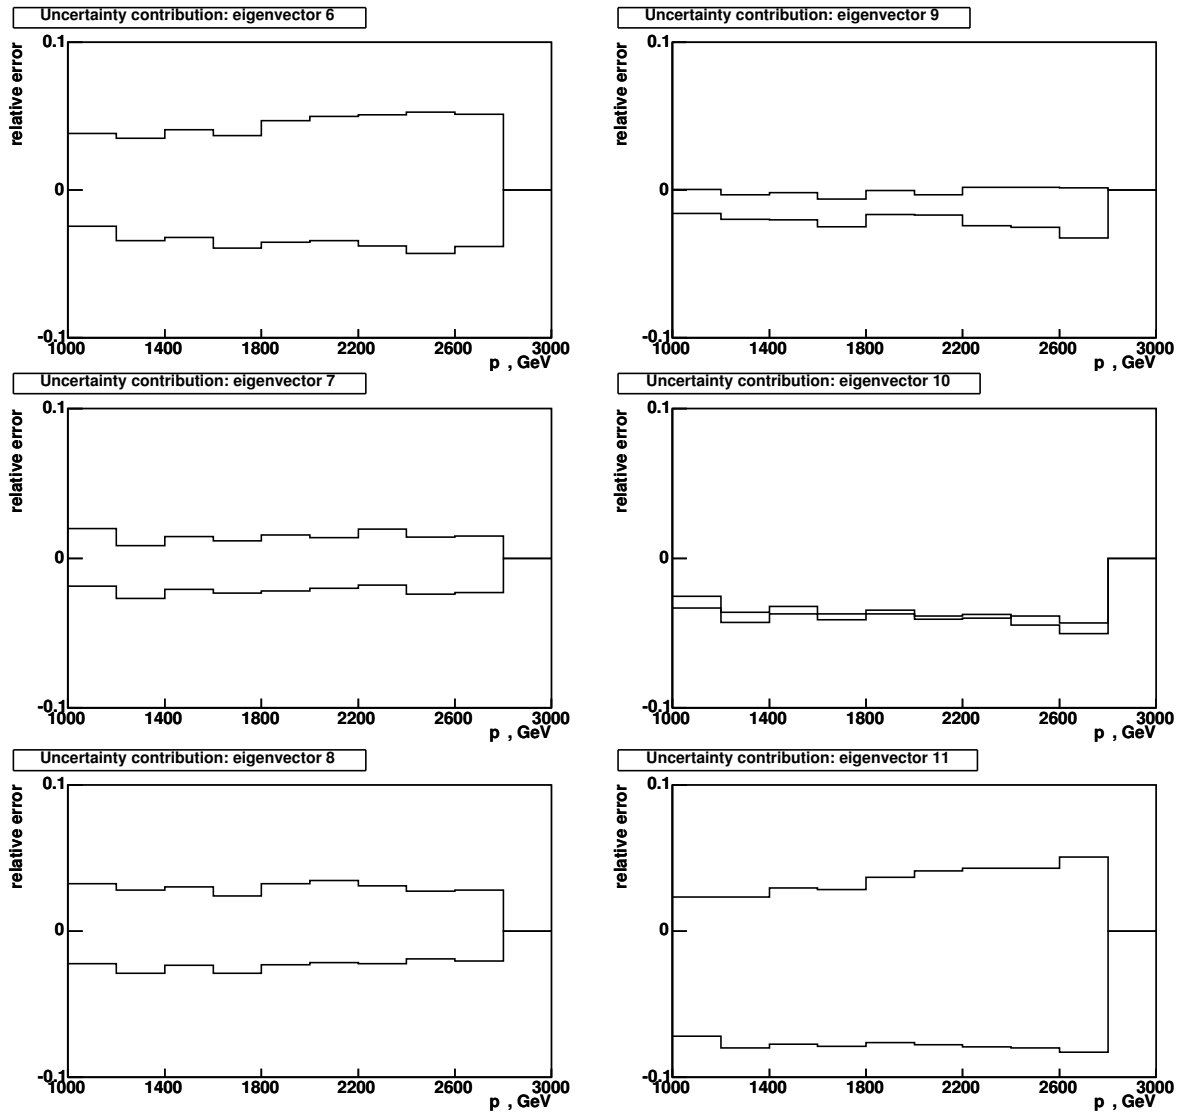 Uncertainty contribution: eigenvector 6
relative error
0.1
0
-0.1
1000 1400 1800 2200 2600 3000
p , GeV
Uncertainty contribution: eigenvector 9
relative error
0.1
0
-0.1
1000 1400 1800 2200 2600 3000
p , GeV
Uncertainty contribution: eigenvector 7
relative error
0.1
0
-0.1
1000 1400 1800 2200 2600 3000
p , GeV
Uncertainty contribution: eigenvector 10
relative error
0.1
0
-0.1
1000 1400 1800 2200 2600 3000
p , GeV
Uncertainty contribution: eigenvector 8
relative error
0.1
0
-0.1
1000 1400 1800 2200 2600 3000
p , GeV
Uncertainty contribution: eigenvector 11
relative error
0.1
0
-0.1
1000 1400 1800 2200 2600 3000
p , GeV